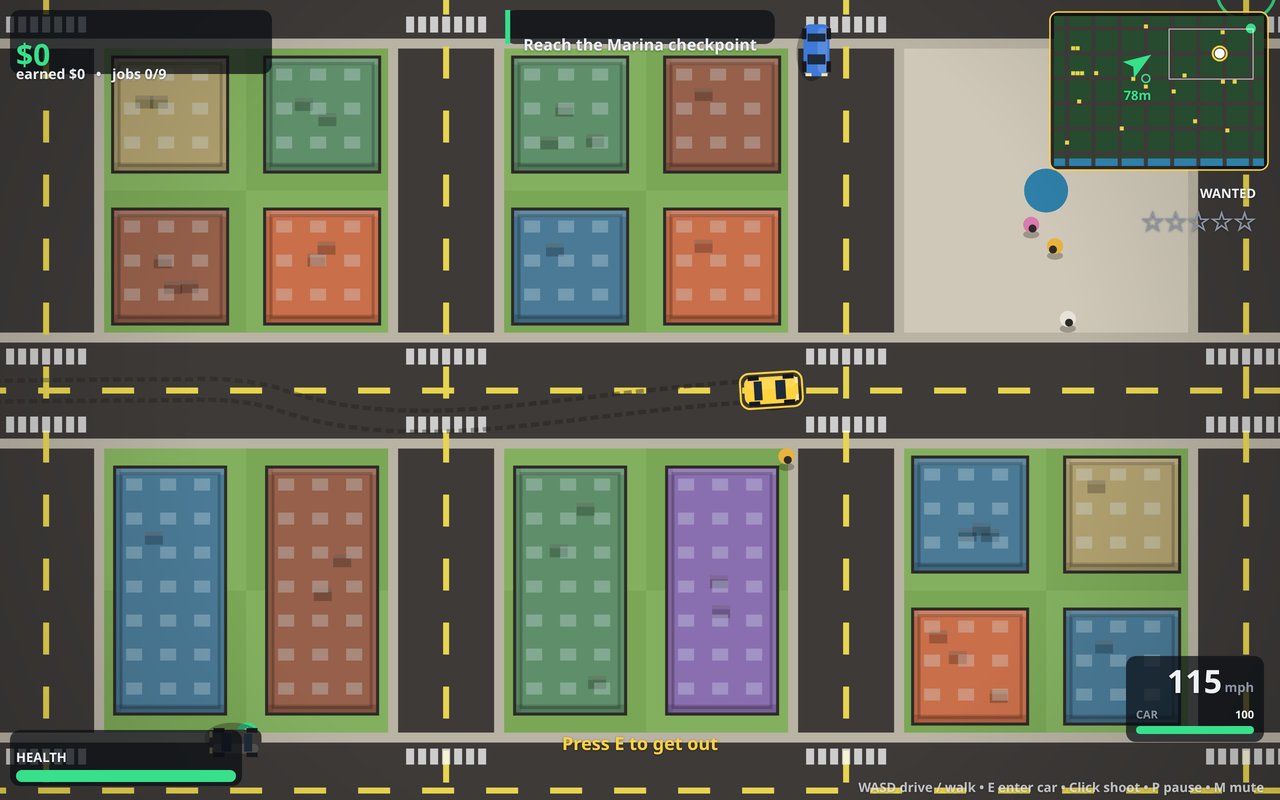 $0
earned $0 • jobs 0/9
Reach the Marina checkpoint
78m
WANTED
115 mph
CAR 100
HEALTH
Press E to get out
WASD drive / walk • E enter car • Click shoot • P pause • M mute